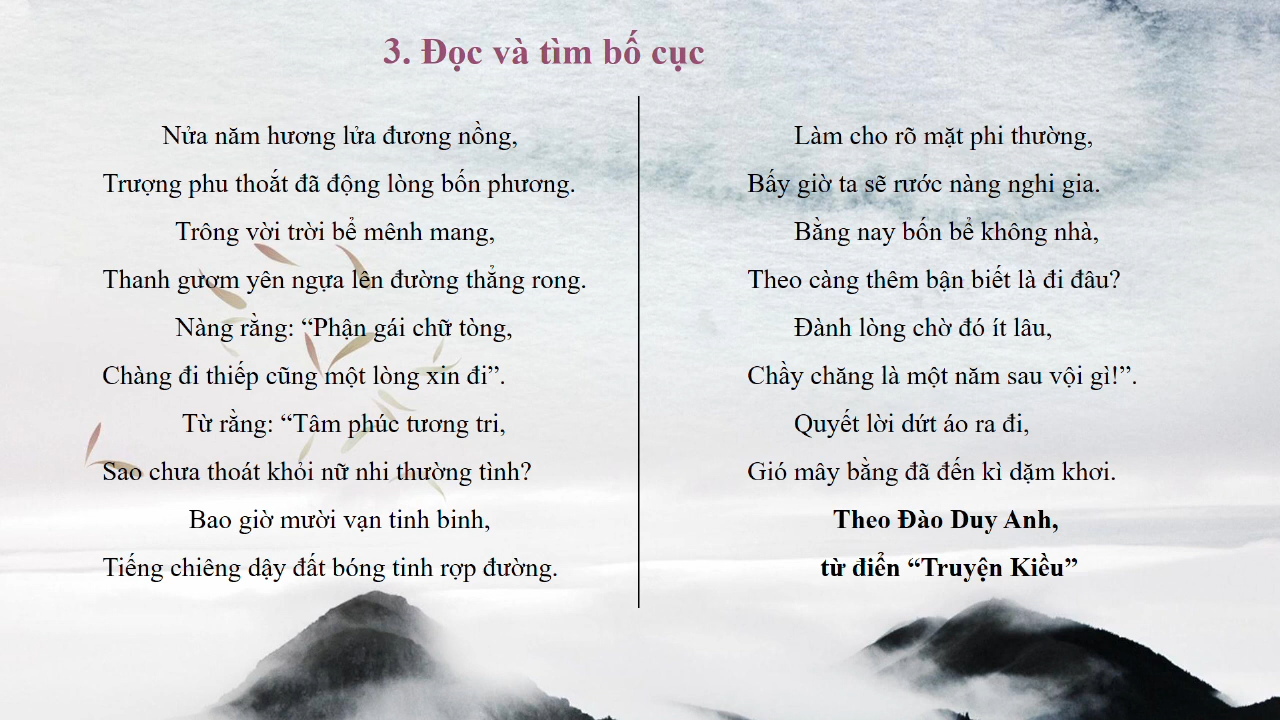 3. Đọc và tìm bố cục
Nửa năm hương lửa đương nồng,
Trượng phu thoắt đã động lòng bốn phương.
Trông vời trời bể mênh mang,
Thanh gươm yên ngựa lên đường thẳng rong.
Nàng rằng: “Phận gái chữ tòng,
Chàng đi thiếp cũng một lòng xin đi”.
Từ rằng: “Tâm phúc tương tri,
Sao chưa thoát khỏi nữ nhi thường tình?
Bao giờ mười vạn tinh binh,
Tiếng chiêng dậy đất bóng tinh rợp đường.
Làm cho rõ mặt phi thường,
Bấy giờ ta sẽ rước nàng nghi gia.
Bằng nay bốn bể không nhà,
Theo càng thêm bận biết là đi đâu?
Đành lòng chờ đó ít lâu,
Chầy chăng là một năm sau vội gì!”.
Quyết lời dứt áo ra đi,
Gió mây bằng đã đến kì dặm khơi.
Theo Đào Duy Anh,
từ điển “Truyện Kiều”